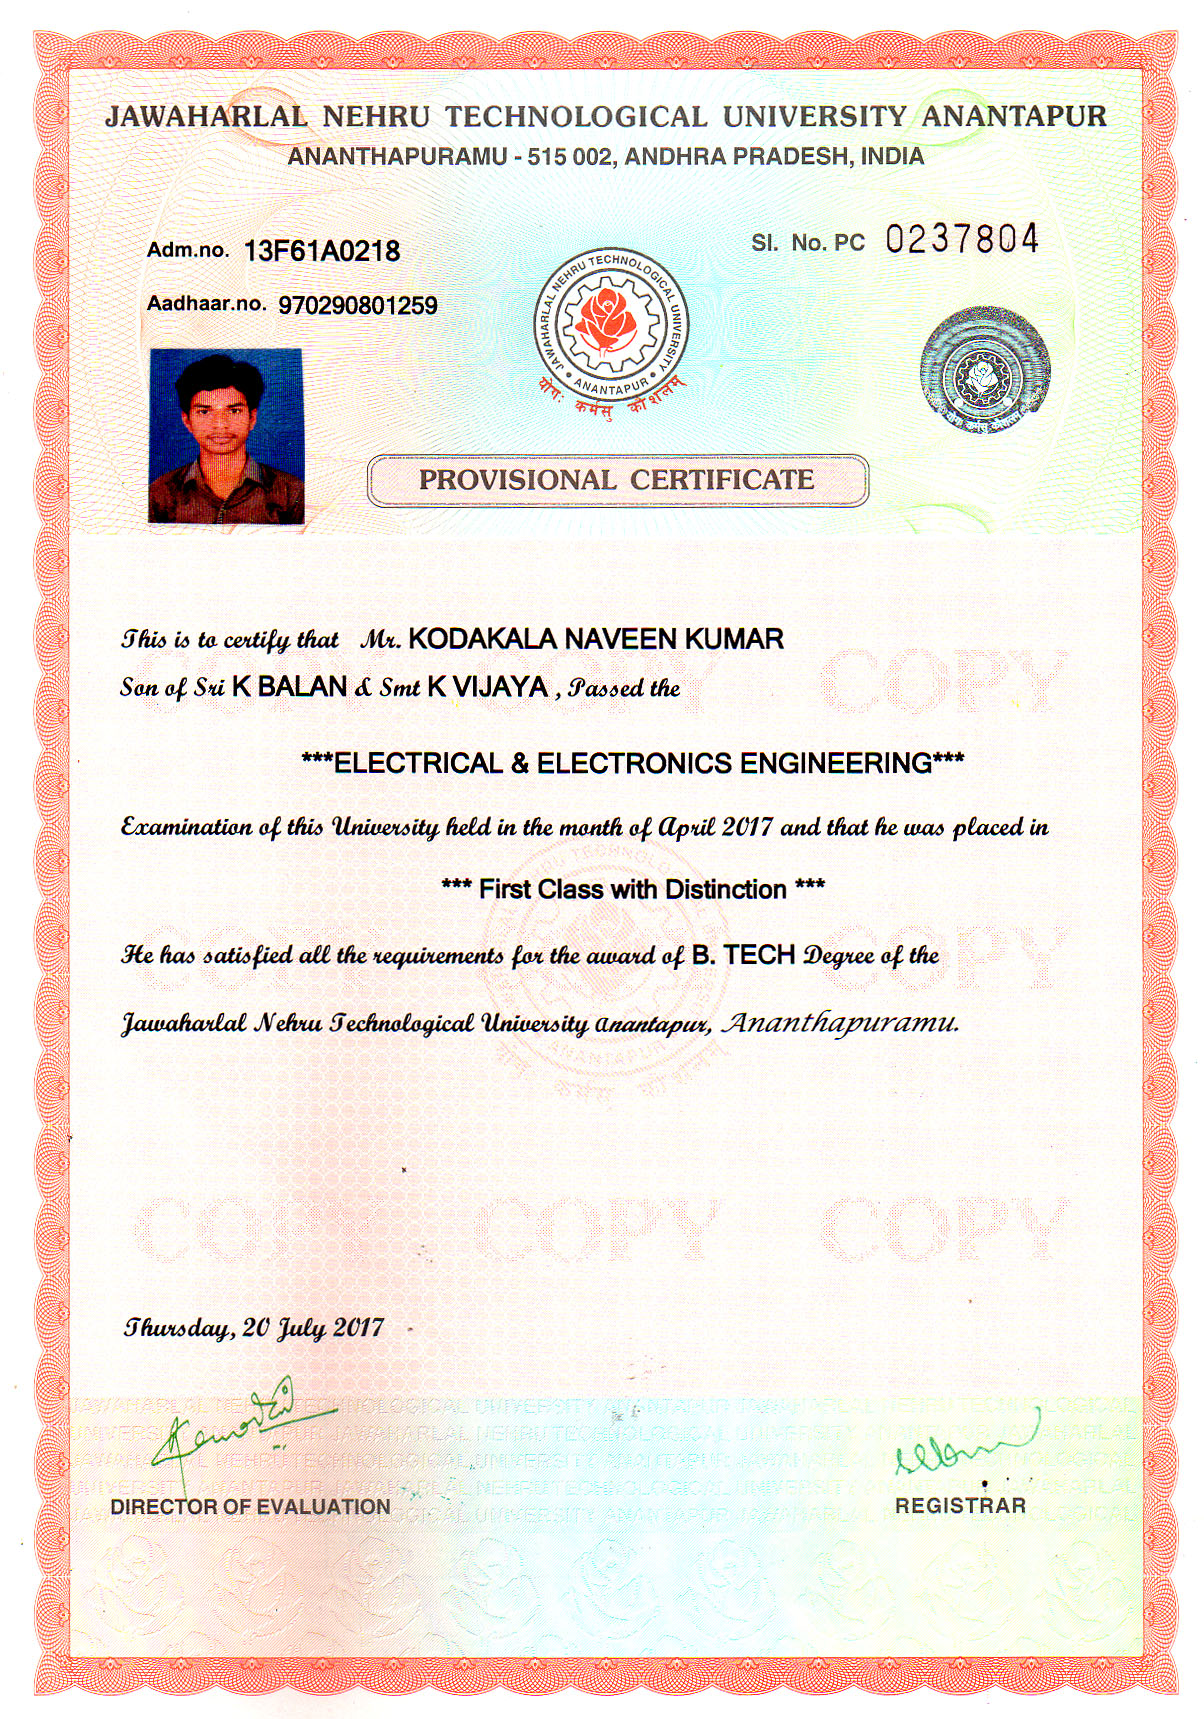 JAWAHARLAL NEHRU TECHNOLOGICAL UNIVERSITY ANANTAPUR
ANANTHAPURAMU - 515 002, ANDHRA PRADESH, INDIA
Adm.no. 13F61A0218
Sl. No. PC 0237804
Aadhaar.no. 970290801259
JAWAHARLAL NEHRU TECHNOLOGICAL UNIVERSITY
• ANANTAPUR •
योगः कर्मसु कौशलम्
PROVISIONAL CERTIFICATE
This is to certify that Mr. KODAKALA NAVEEN KUMAR
Son of Sri K BALAN & Smt K VIJAYA , Passed the
COPY COPY COPY
***ELECTRICAL & ELECTRONICS ENGINEERING***
Examination of this University held in the month of April 2017 and that he was placed in
*** First Class with Distinction ***
He has satisfied all the requirements for the award of B. TECH Degree of the
COPY COPY COPY
Jawaharlal Nehru Technological University Anantapur, Ananthapuramu.
COPY COPY COPY
Thursday, 20 July 2017
DIRECTOR OF EVALUATION
REGISTRAR